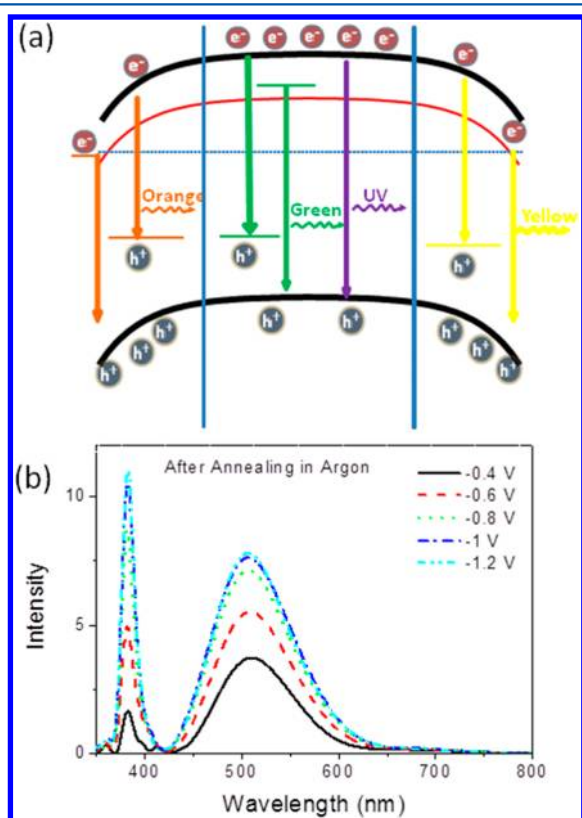 (a)
e⁻ e⁻ e⁻ e⁻ e⁻
e⁻ e⁻
e⁻ e⁻
Orange Green UV Yellow
h⁺ h⁺ h⁺
h⁺ h⁺ h⁺ h⁺
h⁺ h⁺
h⁺ h⁺
(b)
After Annealing in Argon
-0.4 V
-0.6 V
-0.8 V
-1 V
-1.2 V
10
5
0
Intensity
400 500 600 700 800
Wavelength (nm)